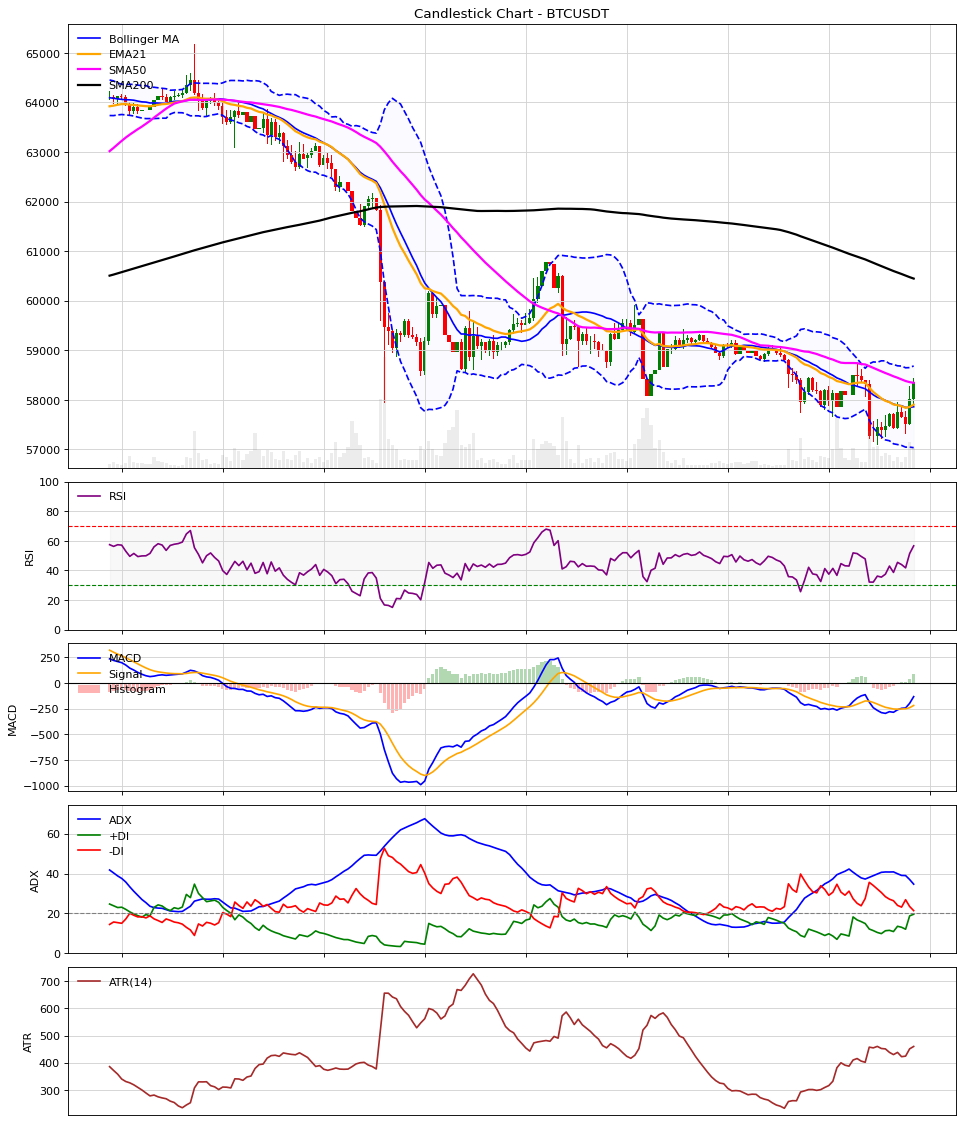 Candlestick Chart - BTCUSDT
Bollinger MA
EMA21
SMA50
SMA200
65000
64000
63000
62000
61000
60000
59000
58000
57000
RSI
RSI
100
80
60
40
20
0
MACD
Signal
Histogram
MACD
250
0
−250
−500
−750
−1000
ADX
+DI
-DI
ADX
60
40
20
0
ATR(14)
ATR
700
600
500
400
300